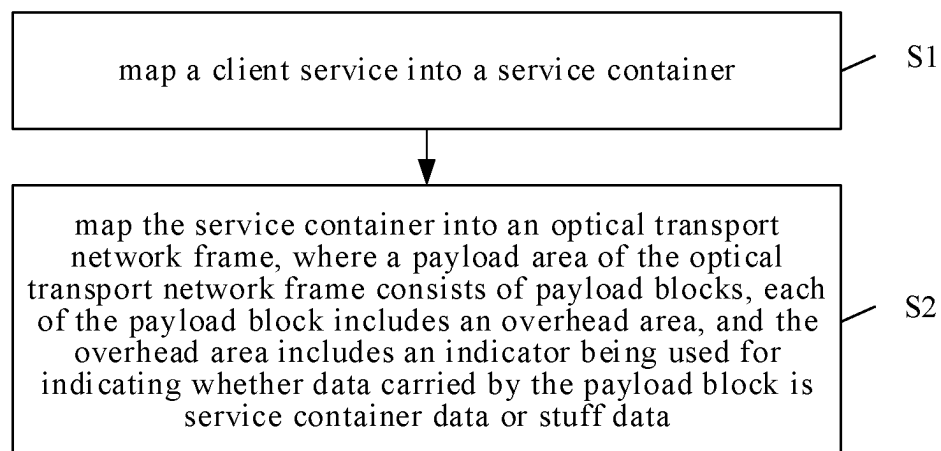 map a client service into a service container
S1
map the service container into an optical transport
network frame, where a payload area of the optical
transport network frame consists of payload blocks, each
of the payload block includes an overhead area, and the
overhead area includes an indicator being used for
indicating whether data carried by the payload block is
service container data or stuff data
S2